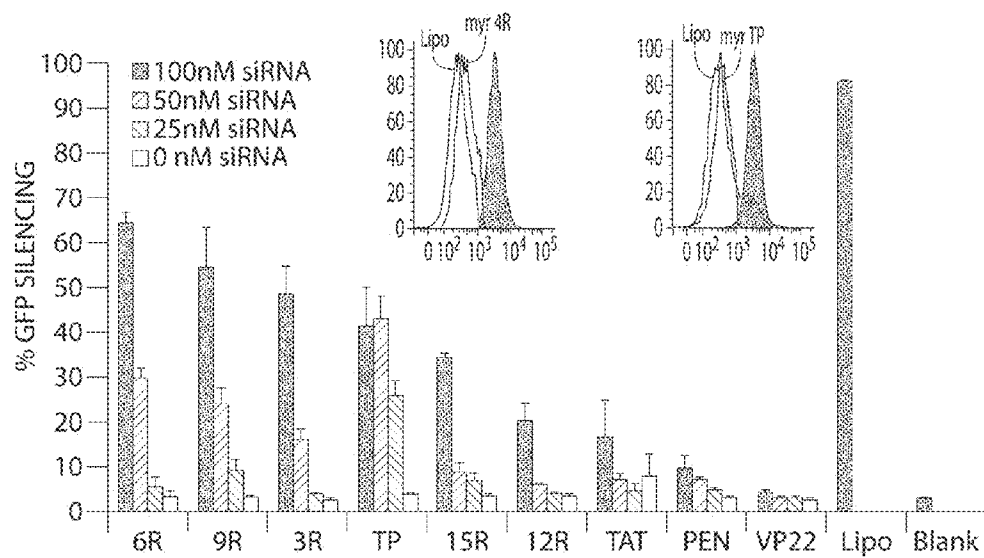 % GFP SILENCING
100
90
80
70
60
50
40
30
20
10
0
100nM siRNA
50nM siRNA
25nM siRNA
0 nM siRNA
Lipo
myr 4R
100
80
60
40
20
0
0 10² 10³ 10⁴ 10⁵
Lipo
myr TP
100
80
60
40
20
0
0 10² 10³ 10⁴ 10⁵
6R 9R 3R TP 15R 12R TAT PEN VP22 Lipo Blank